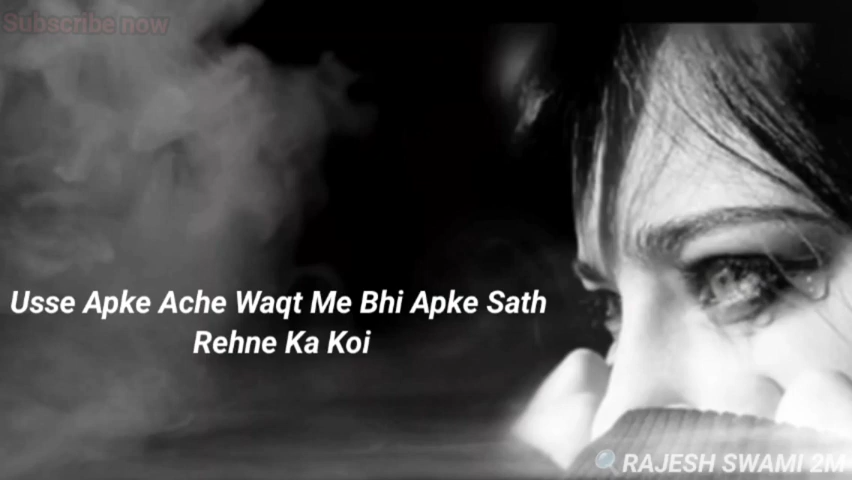 Subscribe now
Usse Apke Ache Waqt Me Bhi Apke Sath
Rehne Ka Koi
RAJESH SWAMI 2M